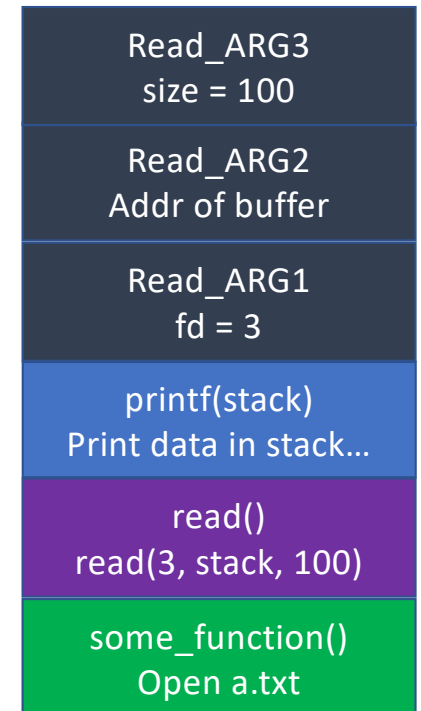 Read_ARG3
size = 100
Read_ARG2
Addr of buffer
Read_ARG1
fd = 3
printf(stack)
Print data in stack…
read()
read(3, stack, 100)
some_function()
Open a.txt